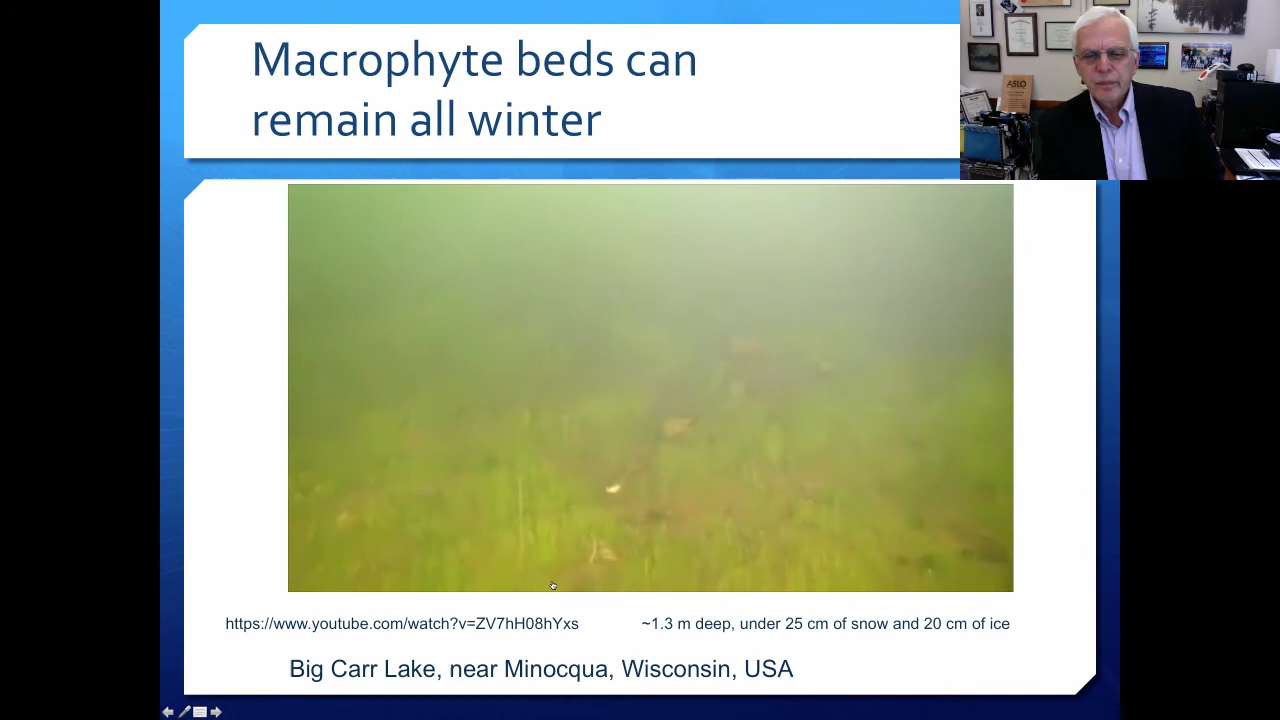 Macrophyte beds can
remain all winter
ASLO
https://www.youtube.com/watch?v=ZV7hH08hYxs
~1.3 m deep, under 25 cm of snow and 20 cm of ice
Big Carr Lake, near Minocqua, Wisconsin, USA